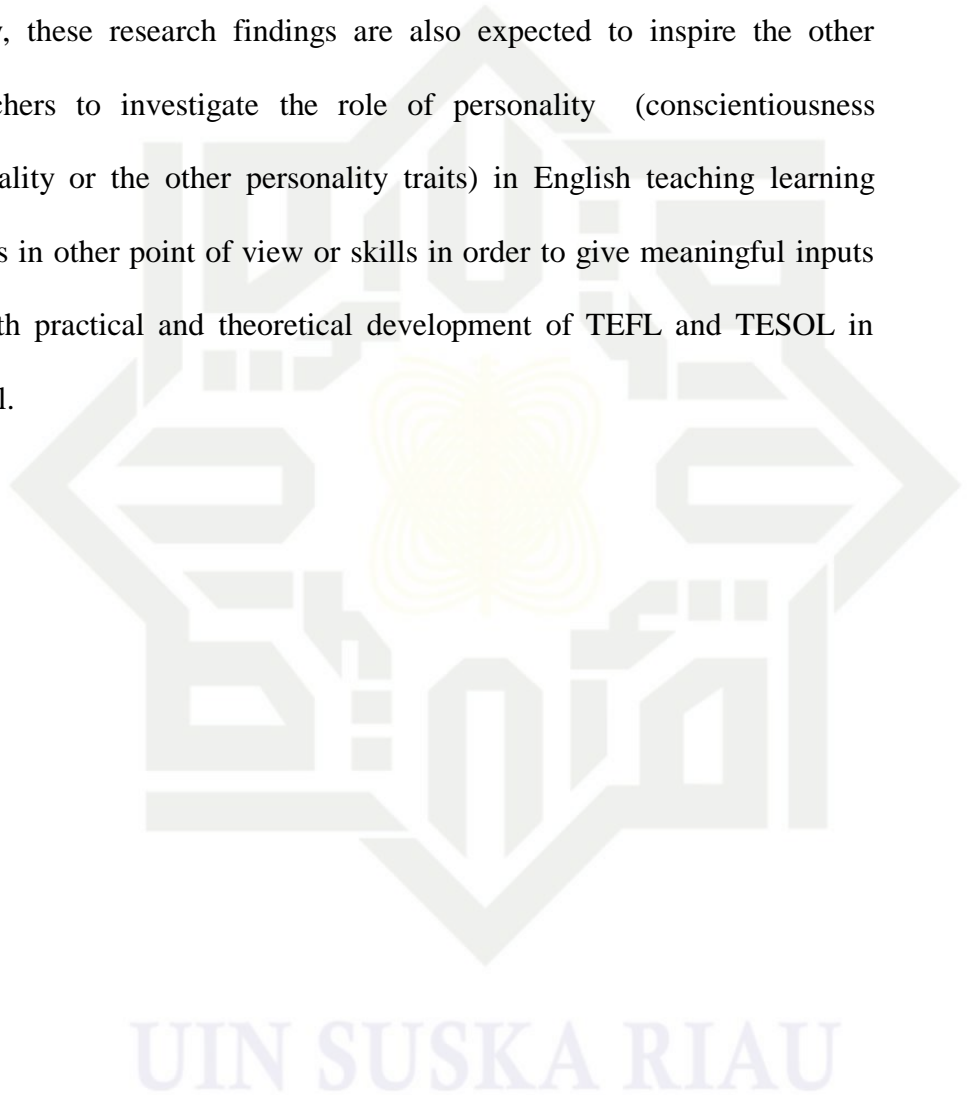 , these research findings are also expected to inspire the other
chers to investigate the role of personality (conscientiousness
ality or the other personality traits) in English teaching learning
s in other point of view or skills in order to give meaningful inputs
th practical and theoretical development of TEFL and TESOL in
l.
UIN SUSKA RIAU